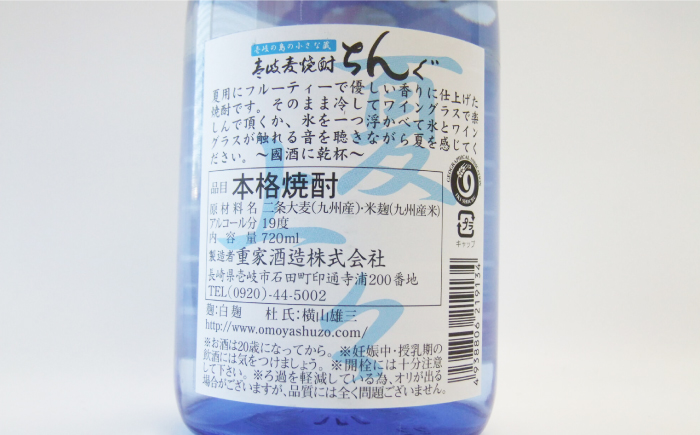 壱岐の島の小さな蔵
壱岐麦焼酎 ちんぐ
夏用にフルーティーで優しい香りに仕上げた
焼酎です。そのまま冷してワイングラスで楽
しんで頂くか、氷を一つ浮かべて氷とワイン
グラスが触れる音を聴きながら夏を感じてく
ださい。〜國酒に乾杯〜
夏
品目 本格焼酎
原材料名 二条大麦(九州産)・米麹(九州産米)
アルコール分 19度
内容量 720ml
製造者 重家酒造株式会社
長崎県壱岐市石田町印通寺浦200番地
TEL(0920)-44-5002
麹:白麹 杜氏:横山雄三
http://www.omoyashuzo.com/
※お酒は20歳になってから。※妊娠中・授乳期の
飲酒には気をつけましょう。※開栓には十分注意
して下さい。※ろ過を軽減している為、オリが出る
場合がございますが、品質には全く問題ございません。
プラ
キャップ
4938806219134